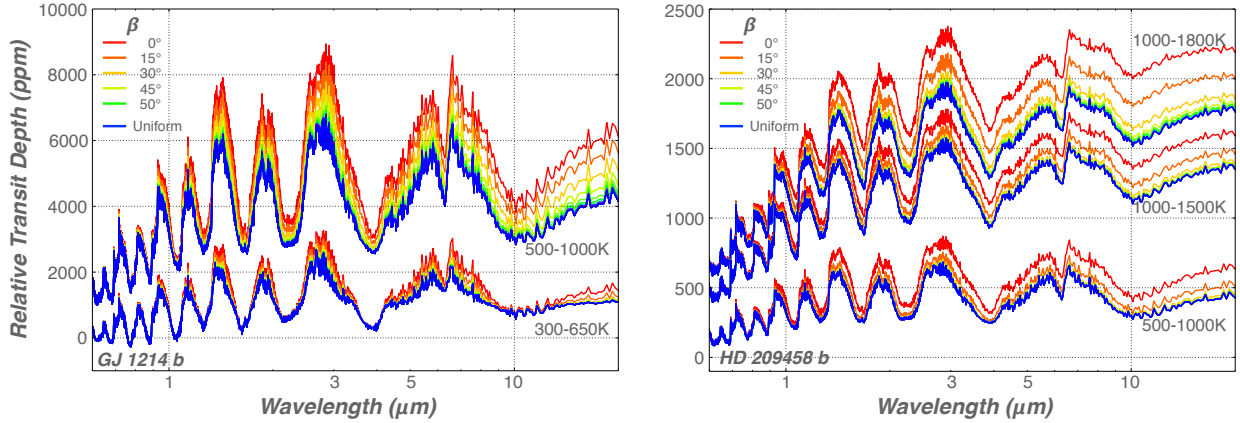 Relative Transit Depth (ppm)
10000
8000
6000
4000
2000
0
β
0°
15°
30°
45°
50°
Uniform
500-1000K
300-650K
GJ 1214 b
1
3
5
10
Wavelength (μm)
2500
2000
1500
1000
500
0
β
0°
15°
30°
45°
50°
Uniform
1000-1800K
1000-1500K
500-1000K
HD 209458 b
1
3
5
10
Wavelength (μm)